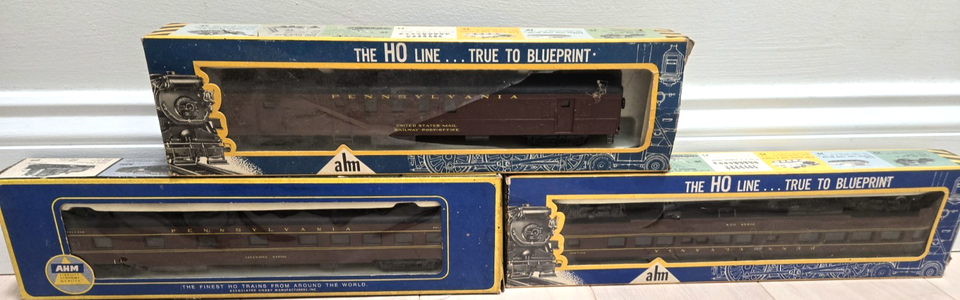 THE HO LINE... TRUE TO BLUEPRINT
PENNSYLVANIA
UNITED STATES MAIL
RAILWAY POST OFFICE
ahm
PENNSYLVANIA
AHM
THE FINEST HO TRAINS FROM AROUND THE WORLD.
ASSOCIATED HOBBY MANUFACTURERS, INC.
THE HO LINE... TRUE TO BLUEPRINT
ahm